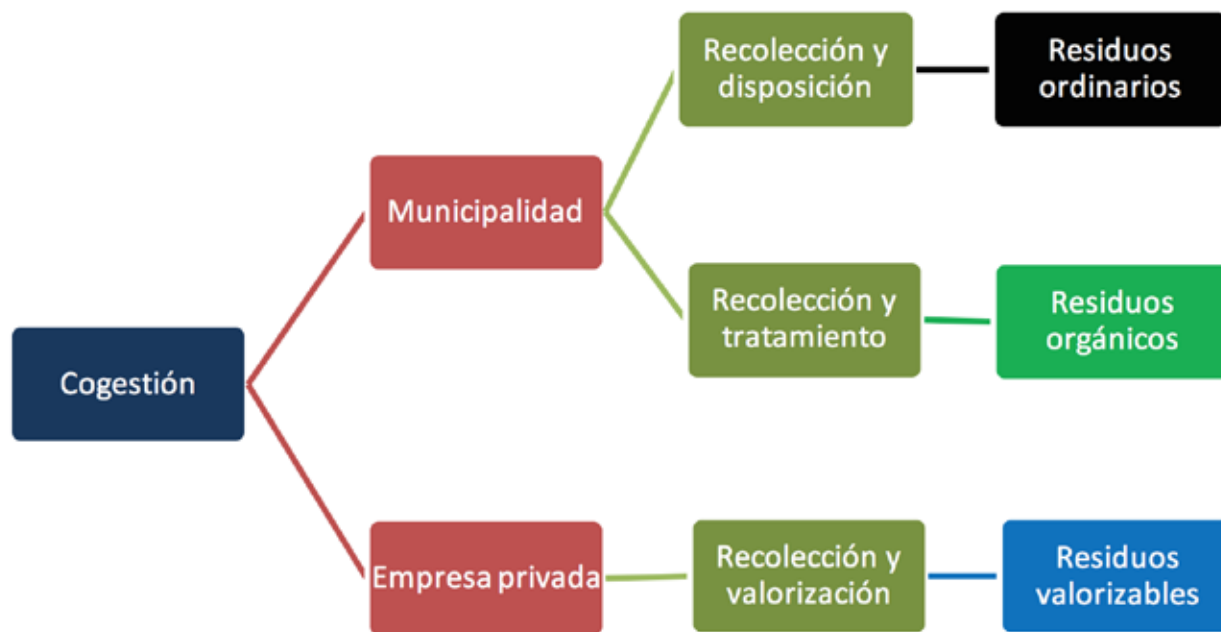 Cogestión
Municipalidad
Recolección y
disposición
Residuos
ordinarios
Recolección y
tratamiento
Residuos
orgánicos
Empresa privada
Recolección y
valorización
Residuos
valorizables